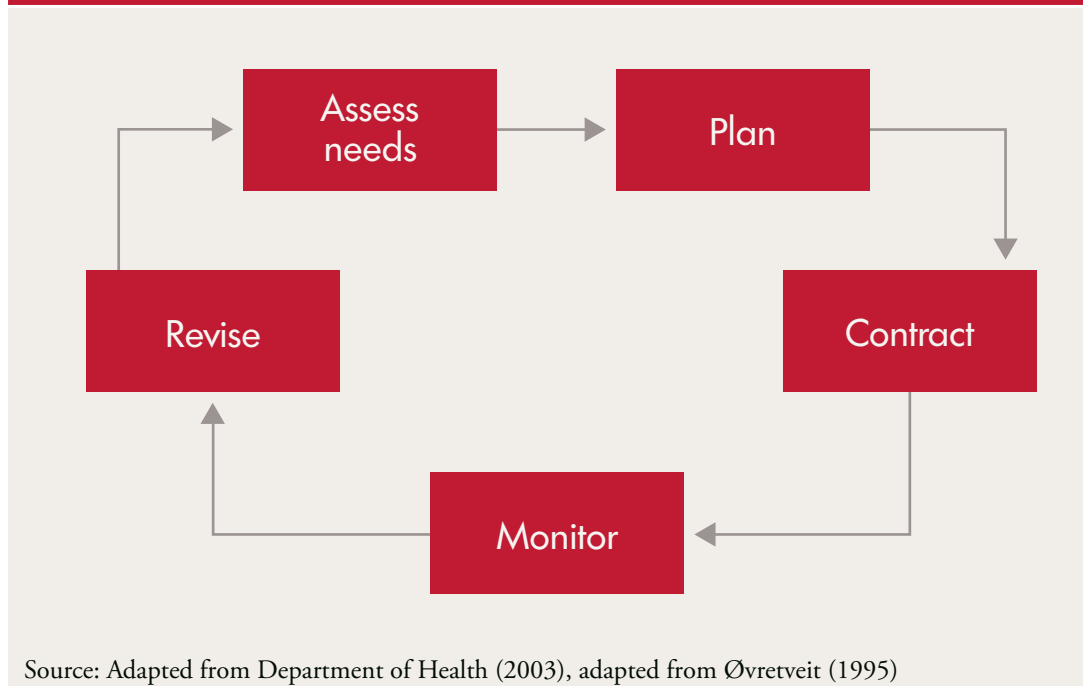 Assess
needs
Plan
Contract
Monitor
Revise
Source: Adapted from Department of Health (2003), adapted from Øvretveit (1995)